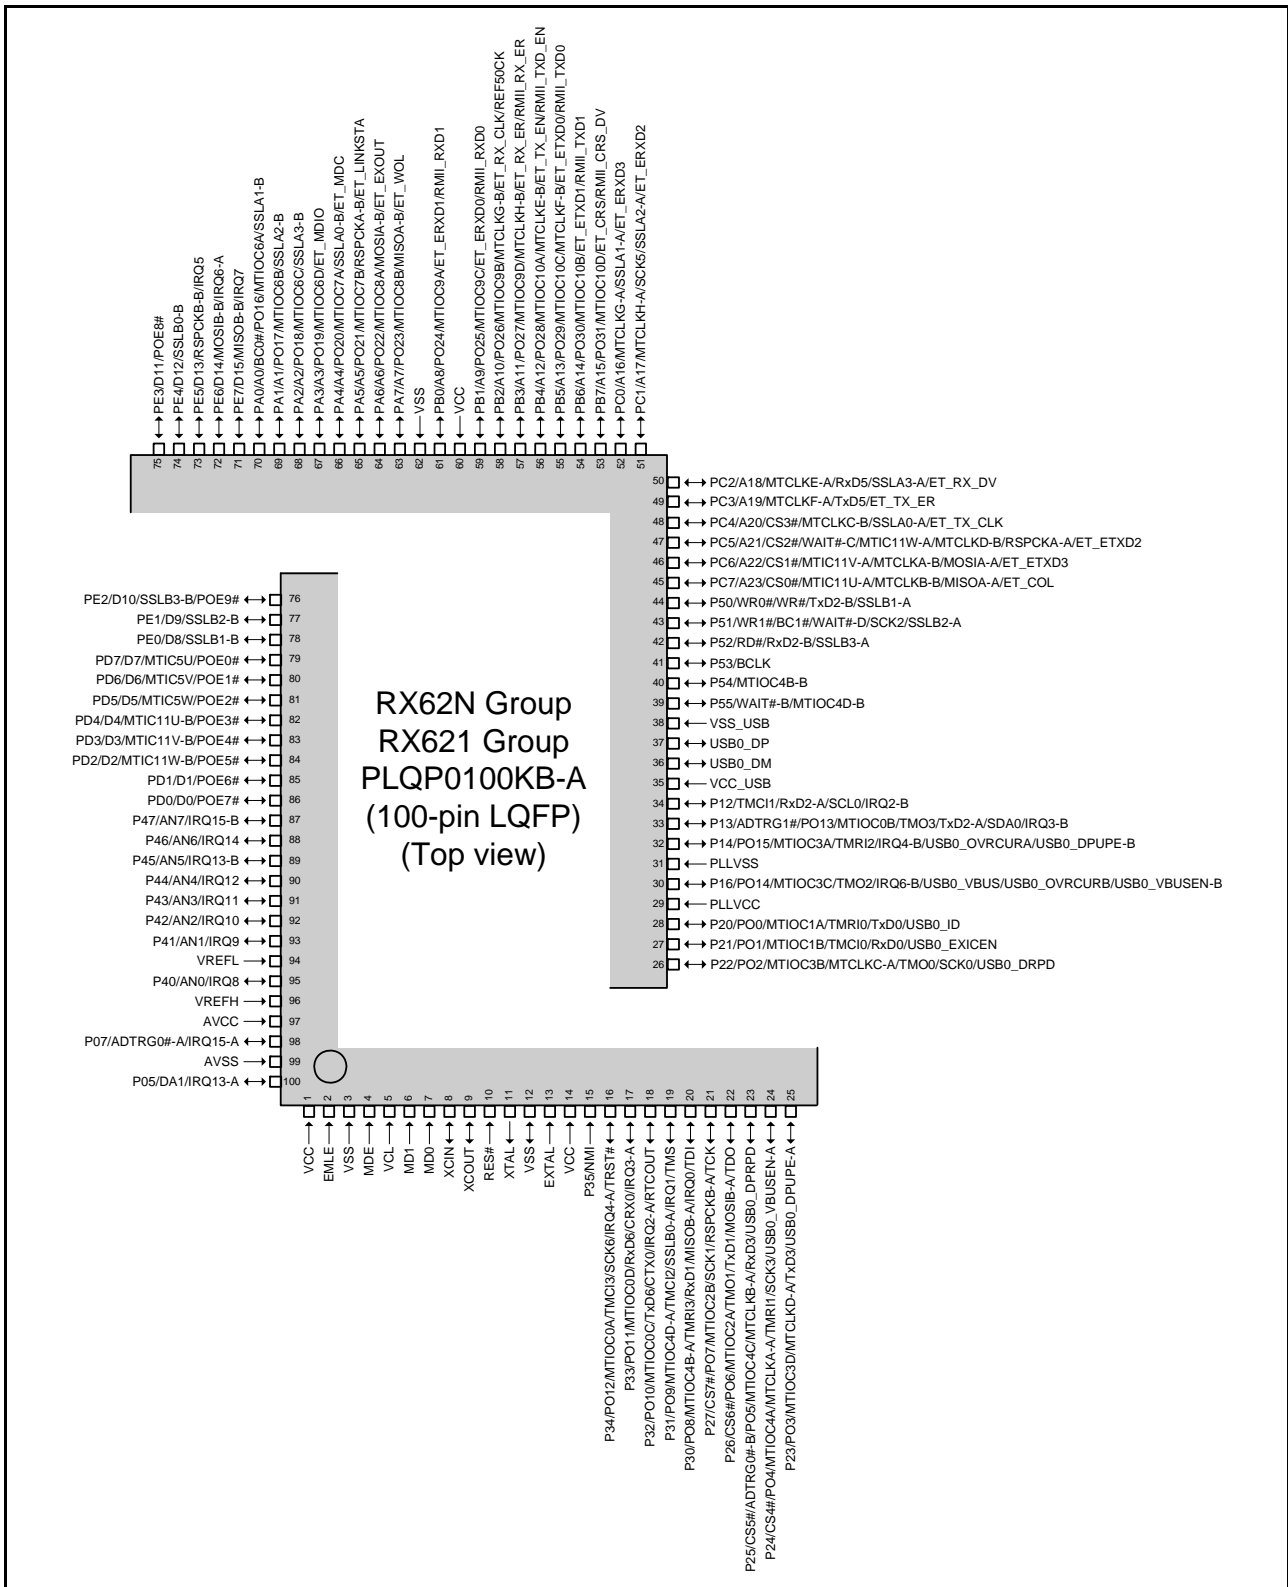 PE3/D11/POE8#
PE4/D12/SSLB0-B
PE5/D13/RSPCKB-B/IRQ5
PE6/D14/MOSIB-B/IRQ6-A
PE7/D15/MISOB-B/IRQ7
PA0/A0/BC0#/PO16/MTIOC6A/SSLA1-B
PA1/A1/PO17/MTIOC6B/SSLA2-B
PA2/A2/PO18/MTIOC6C/SSLA3-B
PA3/A3/PO19/MTIOC6D/ET_MDIO
PA4/A4/PO20/MTIOC7A/SSLA0-B/ET_MDC
PA5/A5/PO21/MTIOC7B/RSPCKA-B/ET_LINKSTA
PA6/A6/PO22/MTIOC8A/MOSIA-B/ET_EXOUT
PA7/A7/PO23/MTIOC8B/MISOA-B/ET_WOL
VSS
PB0/A8/PO24/MTIOC9A/ET_ERXD1/RMII_RXD1
VCC
PB1/A9/PO25/MTIOC9C/ET_ERXD0/RMII_RXD0
PB2/A10/PO26/MTIOC9B/MTCLKG-B/ET_RX_CLK/REF50CK
PB3/A11/PO27/MTIOC9D/MTCLKH-B/ET_RX_ER/RMII_RX_ER
PB4/A12/PO28/MTIOC10A/MTCLKE-B/ET_TX_EN/RMII_TXD_EN
PB5/A13/PO29/MTIOC10C/MTCLKF-B/ET_ETXD0/RMII_TXD0
PB6/A14/PO30/MTIOC10B/ET_ETXD1/RMII_TXD1
PB7/A15/PO31/MTIOC10D/ET_CRS/RMII_CRS_DV
PC0/A16/MTCLKG-A/SSLA1-A/ET_ERXD3
PC1/A17/MTCLKH-A/SCK5/SSLA2-A/ET_ERXD2
75 74 73 72 71 70 69 68 67 66 65 64 63 62 61 60 59 58 57 56 55 54 53 52 51
50 PC2/A18/MTCLKE-A/RxD5/SSLA3-A/ET_RX_DV
49 PC3/A19/MTCLKF-A/TxD5/ET_TX_ER
48 PC4/A20/CS3#/MTCLKC-B/SSLA0-A/ET_TX_CLK
47 PC5/A21/CS2#/WAIT#-C/MTIC11W-A/MTCLKD-B/RSPCKA-A/ET_ETXD2
46 PC6/A22/CS1#/MTIC11V-A/MTCLKA-B/MOSIA-A/ET_ETXD3
45 PC7/A23/CS0#/MTIC11U-A/MTCLKB-B/MISOA-A/ET_COL
44 P50/WR0#/WR#/TxD2-B/SSLB1-A
43 P51/WR1#/BC1#/WAIT#-D/SCK2/SSLB2-A
42 P52/RD#/RxD2-B/SSLB3-A
41 P53/BCLK
40 P54/MTIOC4B-B
39 P55/WAIT#-B/MTIOC4D-B
38 VSS_USB
37 USB0_DP
36 USB0_DM
35 VCC_USB
34 P12/TMCI1/RxD2-A/SCL0/IRQ2-B
33 P13/ADTRG1#/PO13/MTIOC0B/TMO3/TxD2-A/SDA0/IRQ3-B
32 P14/PO15/MTIOC3A/TMRI2/IRQ4-B/USB0_OVRCURA/USB0_DPUPE-B
31 PLLVSS
30 P16/PO14/MTIOC3C/TMO2/IRQ6-B/USB0_VBUS/USB0_OVRCURB/USB0_VBUSEN-B
29 PLLVCC
28 P20/PO0/MTIOC1A/TMRI0/TxD0/USB0_ID
27 P21/PO1/MTIOC1B/TMCI0/RxD0/USB0_EXICEN
26 P22/PO2/MTIOC3B/MTCLKC-A/TMO0/SCK0/USB0_DRPD
PE2/D10/SSLB3-B/POE9# 76
PE1/D9/SSLB2-B 77
PE0/D8/SSLB1-B 78
PD7/D7/MTIC5U/POE0# 79
PD6/D6/MTIC5V/POE1# 80
PD5/D5/MTIC5W/POE2# 81
PD4/D4/MTIC11U-B/POE3# 82
PD3/D3/MTIC11V-B/POE4# 83
PD2/D2/MTIC11W-B/POE5# 84
PD1/D1/POE6# 85
PD0/D0/POE7# 86
P47/AN7/IRQ15-B 87
P46/AN6/IRQ14 88
P45/AN5/IRQ13-B 89
P44/AN4/IRQ12 90
P43/AN3/IRQ11 91
P42/AN2/IRQ10 92
P41/AN1/IRQ9 93
VREFL 94
P40/AN0/IRQ8 95
VREFH 96
AVCC 97
P07/ADTRG0#-A/IRQ15-A 98
AVSS 99
P05/DA1/IRQ13-A 100
RX62N Group
RX621 Group
PLQP0100KB-A
(100-pin LQFP)
(Top view)
1 2 3 4 5 6 7 8 9 10 11 12 13 14 15 16 17 18 19 20 21 22 23 24 25
VCC
EMLE
VSS
MDE
VCL
MD1
MD0
XCIN
XCOUT
RES#
XTAL
VSS
EXTAL
VCC
P35/NMI
P34/PO12/MTIOC0A/TMCI3/SCK6/IRQ4-A/TRST#
P33/PO11/MTIOC0D/RxD6/CRX0/IRQ3-A
P32/PO10/MTIOC0C/TxD6/CTX0/IRQ2-A/RTCOUT
P31/PO9/MTIOC4D-A/TMCI2/SSLB0-A/IRQ1/TMS
P30/PO8/MTIOC4B-A/TMRI3/RxD1/MISOB-A/IRQ0/TDI
P27/CS7#/PO7/MTIOC2B/SCK1/RSPCKB-A/TCK
P26/CS6#/PO6/MTIOC2A/TMO1/TxD1/MOSIB-A/TDO
P25/CS5#/ADTRG0#-B/PO5/MTIOC4C/MTCLKB-A/RxD3/USB0_DPRPD
P24/CS4#/PO4/MTIOC4A/MTCLKA-A/TMRI1/SCK3/USB0_VBUSEN-A
P23/PO3/MTIOC3D/MTCLKD-A/TxD3/USB0_DPUPE-A